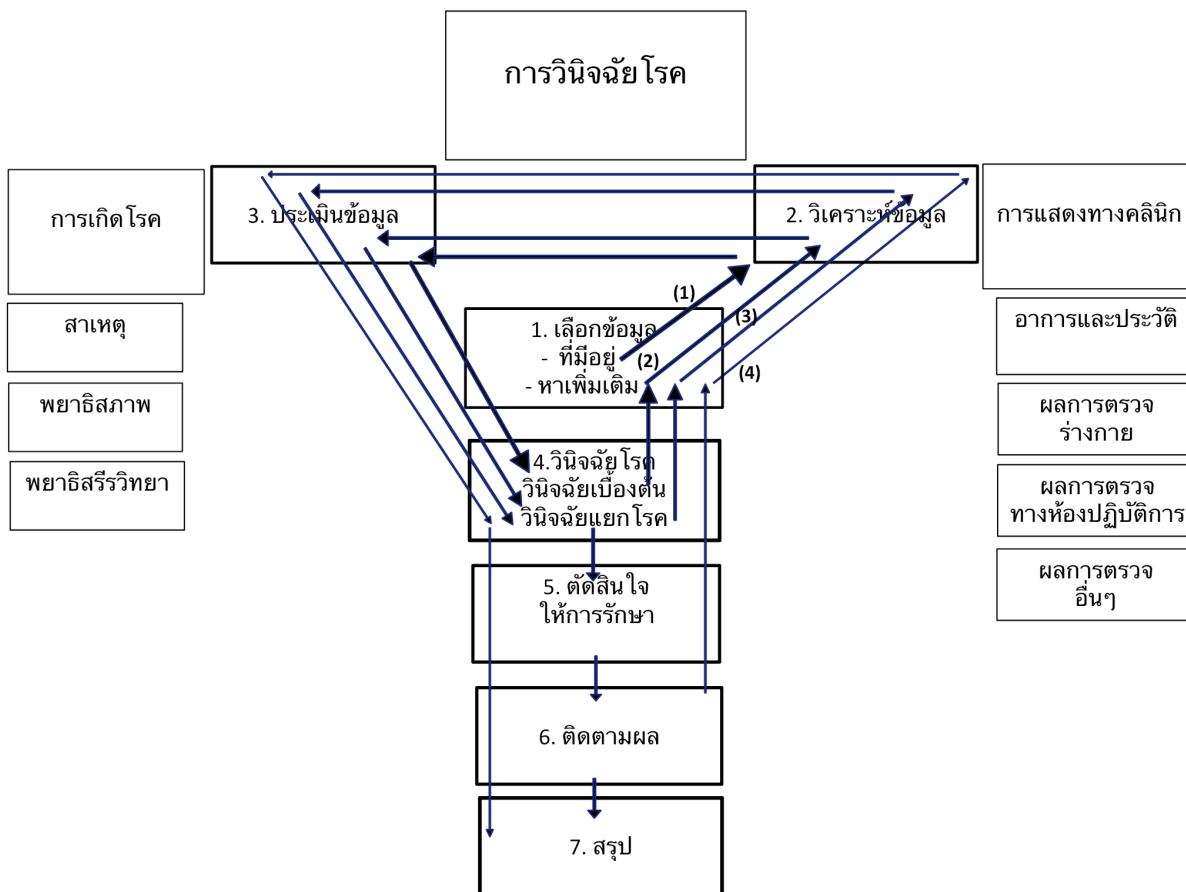 การวินิจฉัยโรค
การเกิดโรค
3. ประเมินข้อมูล
2. วิเคราะห์ข้อมูล
การแสดงทางคลินิก
สาเหตุ
พยาธิสภาพ
พยาธิสรีรวิทยา
(1)
1. เลือกข้อมูล
- ที่มีอยู่
- หาเพิ่มเติม
(2)
(3)
(4)
อาการและประวัติ
ผลการตรวจ
ร่างกาย
ผลการตรวจ
ทางห้องปฏิบัติการ
ผลการตรวจ
อื่นๆ
4.วินิจฉัยโรค
วินิจฉัยเบื้องต้น
วินิจฉัยแยกโรค
5. ตัดสินใจ
ให้การรักษา
6. ติดตามผล
7. สรุป